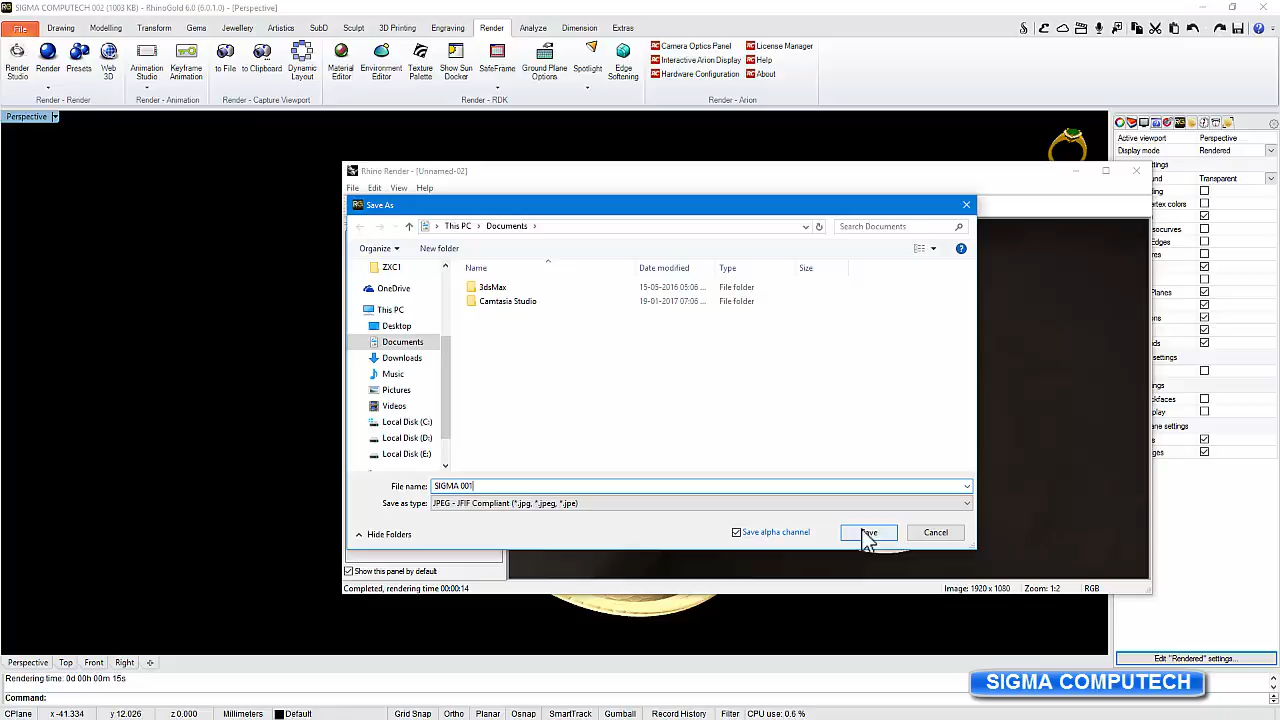 SIGMA COMPUTECH 002 (1003 KB) - RhinoGold 6.0 (6.0.1.0) - [Perspective]
File Drawing Modelling Transform Gems Jewellery Artistics SubD Sculpt 3D Printing Engraving Render Analyze Dimension Extras
Render Studio
Render
Presets
Web 3D
Animation Studio
Keyframe Animation
to File
to Clipboard
Dynamic Layout
Material Editor
Environment Editor
Texture Palette
Show Sun Docker
SafeFrame
Ground Plane Options
Spotlight
Edge Softening
Camera Optics Panel
Interactive Arion Display
Hardware Configuration
License Manager
Help
About
Render - Render
Render - Animation
Render - Capture Viewport
Render - RDK
Render - Arion
Perspective
Active viewport Perspective
Display mode Rendered
Transparent
Rhino Render - [Unnamed-02]
File Edit View Help
Save As
This PC > Documents >
Search Documents
Organize New folder
ZXC1
OneDrive
This PC
Desktop
Documents
Downloads
Music
Pictures
Videos
Local Disk (C:)
Local Disk (D:)
Local Disk (E:)
Name Date modified Type Size
3dsMax 15-05-2016 05:06 ... File folder
Camtasia Studio 19-01-2017 07:06 ... File folder
File name: SIGMA 001
Save as type: JPEG - JFIF Compliant (*.jpg, *.jpeg, *.jpe)
Hide Folders
Save alpha channel
Cancel
Show this panel by default
Completed, rendering time 00:00:14
Image: 1920 x 1080 Zoom: 1:2 RGB
Edit "Rendered" settings...
Perspective Top Front Right
Rendering time: 0d 00h 00m 15s
Command:
SIGMA COMPUTECH
CPlane x -41.334 y 12.026 z 0.000 Millimeters Default Grid Snap Ortho Planar Osnap SmartTrack Gumball Record History Filter CPU use: 0.6 %